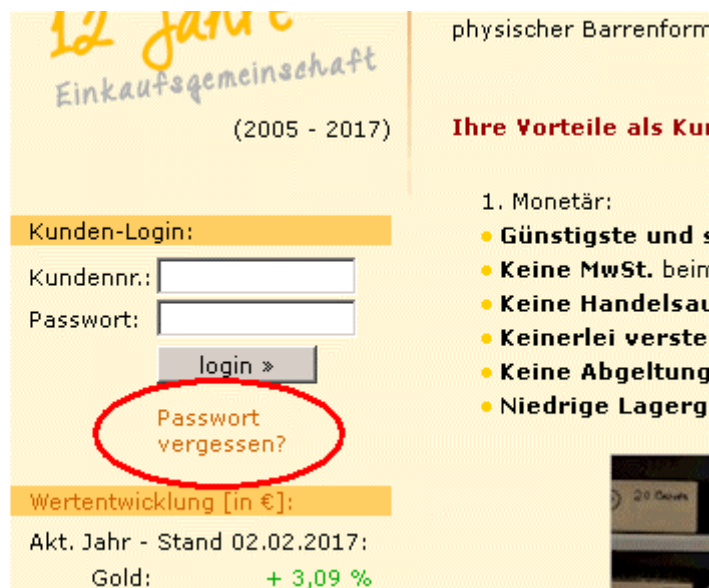 12 Jahre
Einkaufsgemeinschaft
(2005 - 2017)
Kunden-Login:
Kundennr.:
Passwort:
login »
Passwort
vergessen?
Wertentwicklung [in €]:
Akt. Jahr - Stand 02.02.2017:
Gold: + 3,09 %
physischer Barrenform
Ihre Vorteile als Ku
1. Monetär:
• Günstigste und s
• Keine MwSt. beim
• Keine Handelsau
• Keinerlei verste
• Keine Abgeltung
• Niedrige Lagerg